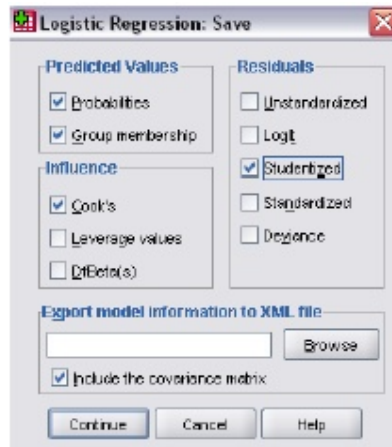 Logistic Regression: Save
Predicted Values
Probabilities
Group membership
Influence
Cook's
Leverage values
DfBeta(s)
Residuals
Unstandardized
Logit
Studentized
Standardized
Deviance
Export model information to XML file
Browse
Include the covariance matrix
Continue Cancel Help